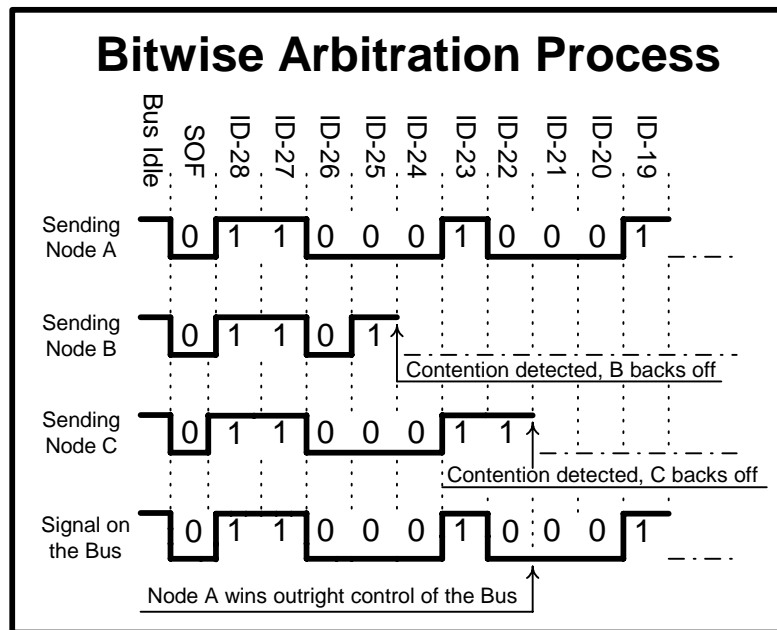 Bitwise Arbitration Process
Bus Idle
SOF
ID-28
ID-27
ID-26
ID-25
ID-24
ID-23
ID-22
ID-21
ID-20
ID-19
Sending
Node A
0 1 1 0 0 0 1 0 0 0 1
Sending
Node B
0 1 1 0 1
Contention detected, B backs off
Sending
Node C
0 1 1 0 0 0 1 1
Contention detected, C backs off
Signal on
the Bus
0 1 1 0 0 0 1 0 0 0 1
Node A wins outright control of the Bus